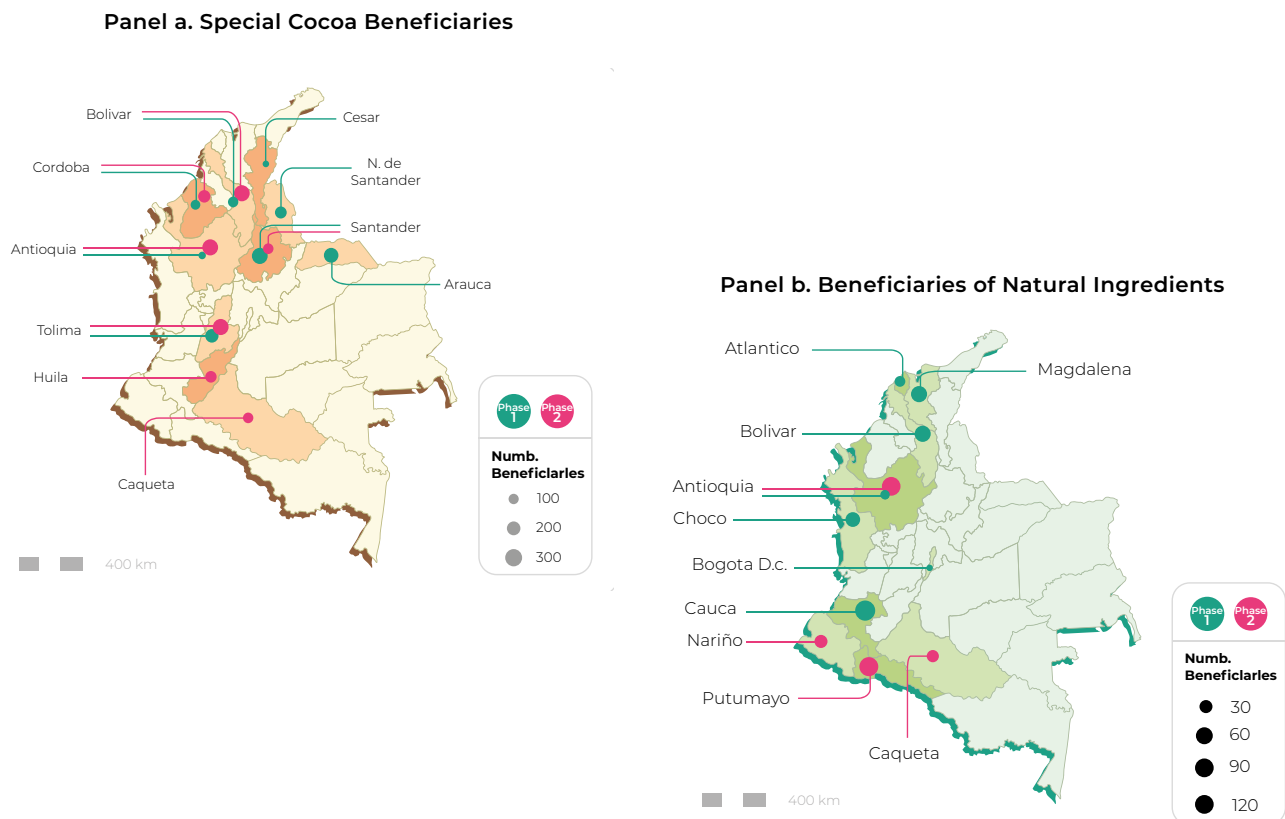 Panel a. Special Cocoa Beneficiaries
Bolivar
Cesar
Cordoba
N. de
Santander
Santander
Antioquia
Arauca
Tolima
Huila
Caqueta
Phase
1
Phase
2
Numb.
Beneficlarles
100
200
300
400 km
Panel b. Beneficiaries of Natural Ingredients
Atlantico
Magdalena
Bolivar
Antioquia
Choco
Bogota D.c.
Cauca
Nariño
Putumayo
Caqueta
Phase
1
Phase
2
Numb.
Beneficlarles
30
60
90
120
400 km